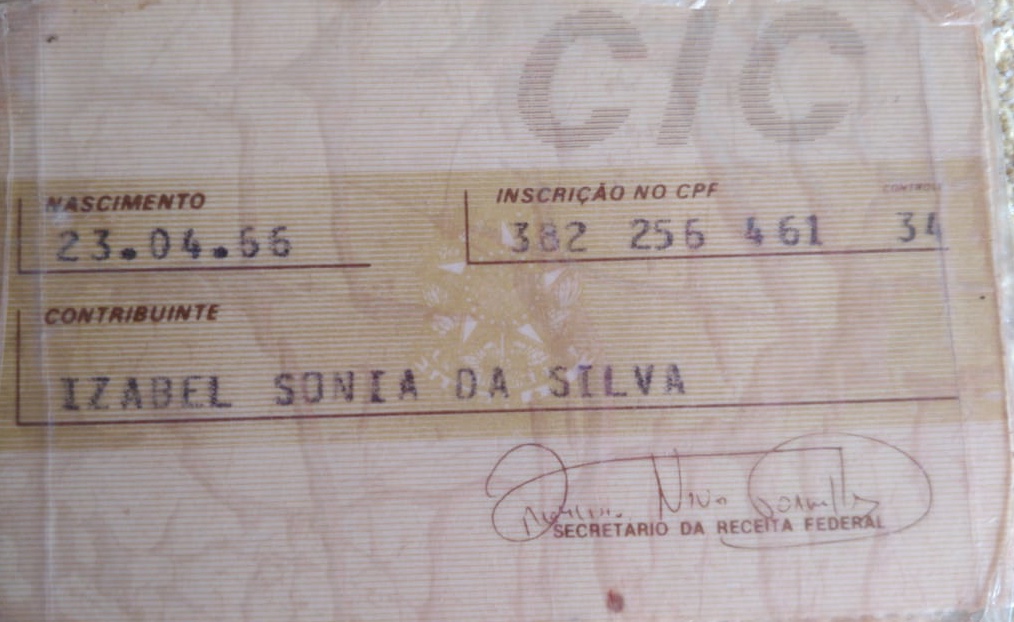 CIC
NASCIMENTO
23.04.66
INSCRIÇÃO NO CPF
CONTROLE
382 256 461 34
CONTRIBUINTE
IZABEL SONIA DA SILVA
SECRETARIO DA RECEITA FEDERAL